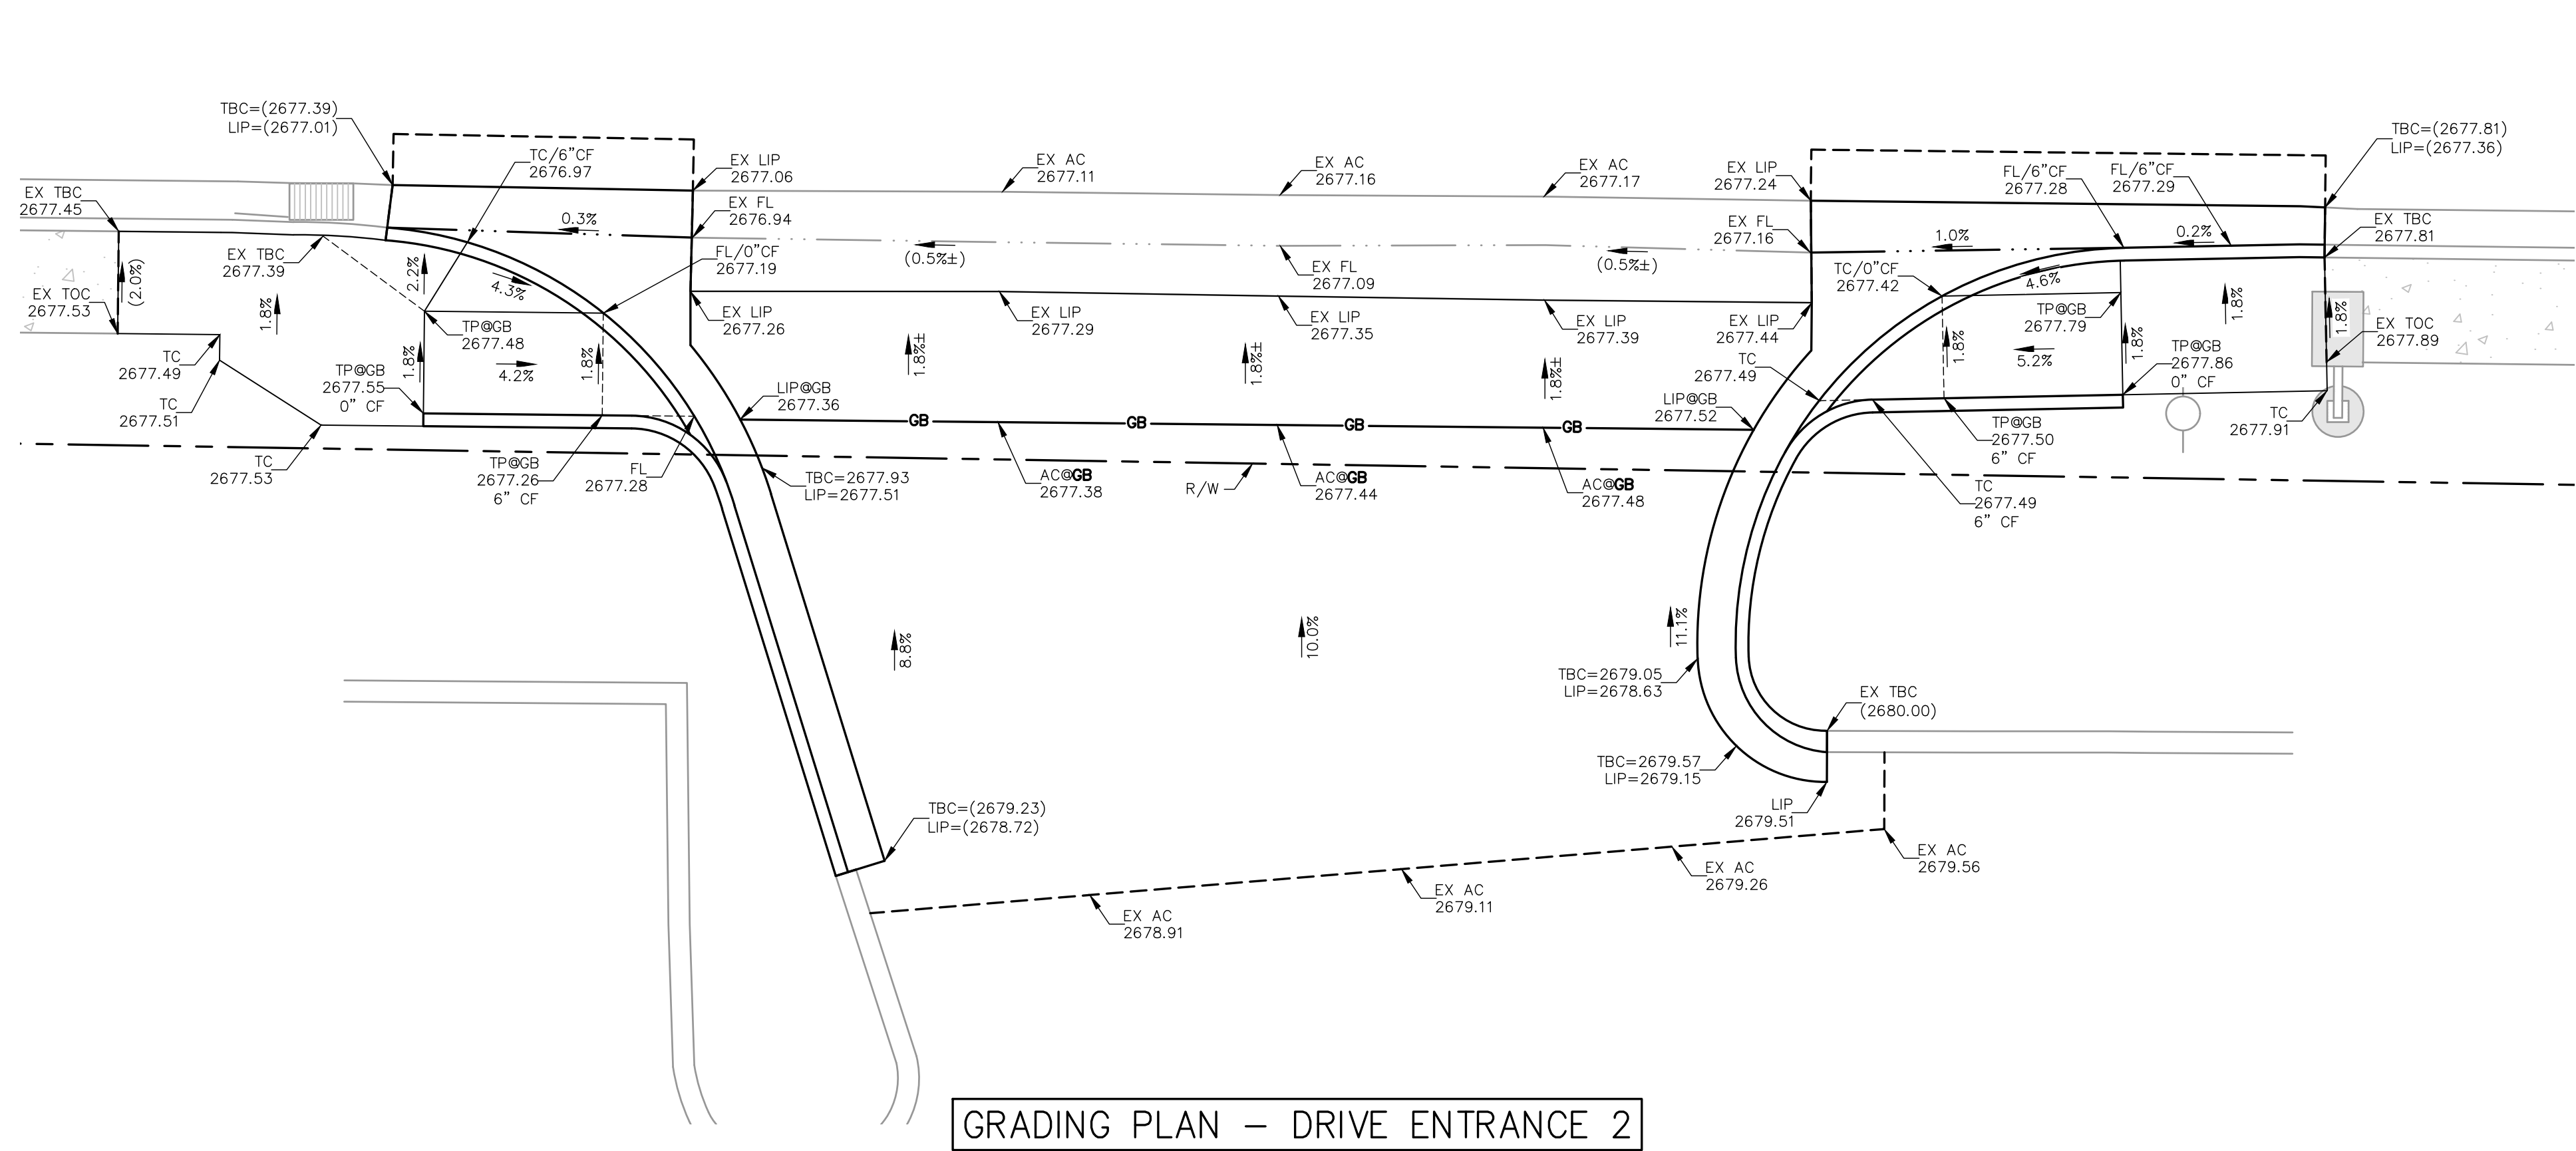 TBC=(2677.39)
LIP=(2677.01)
TC/6"CF
2676.97
EX LIP
2677.06
EX AC
2677.11
EX AC
2677.16
EX AC
2677.17
EX LIP
2677.24
FL/6"CF
2677.28
FL/6"CF
2677.29
TBC=(2677.81)
LIP=(2677.36)
EX TBC
2677.45
0.3%
EX FL
2676.94
EX FL
2677.16
1.0%
0.2%
EX TBC
2677.81
EX TBC
2677.39
2.2%
4.3%
FL/0"CF
2677.19
(0.5%±)
EX FL
2677.09
(0.5%±)
TC/0"CF
2677.42
4.6%
(2.0%)
EX TOC
2677.53
1.8%
TP@GB
2677.48
EX LIP
2677.26
EX LIP
2677.29
EX LIP
2677.35
EX LIP
2677.39
EX LIP
2677.44
TP@GB
2677.79
1.8%
1.8%
EX TOC
2677.89
TC
2677.49
1.8%
4.2%
1.8%
1.8%±
1.8%±
1.8%±
TC
2677.49
1.8%
5.2%
1.8%
TP@GB
2677.86
0" CF
TP@GB
2677.55
0" CF
TC
2677.51
LIP@GB
2677.36
GB
GB
GB
GB
LIP@GB
2677.52
TP@GB
2677.50
6" CF
TC
2677.91
TC
2677.53
TP@GB
2677.26
6" CF
FL
2677.28
TBC=2677.93
LIP=2677.51
AC@GB
2677.38
R/W
AC@GB
2677.44
AC@GB
2677.48
TC
2677.49
6" CF
8.8%
10.0%
11.1%
TBC=2679.05
LIP=2678.63
EX TBC
(2680.00)
TBC=2679.57
LIP=2679.15
TBC=(2679.23)
LIP=(2678.72)
LIP
2679.51
EX AC
2678.91
EX AC
2679.11
EX AC
2679.26
EX AC
2679.56
GRADING PLAN – DRIVE ENTRANCE 2